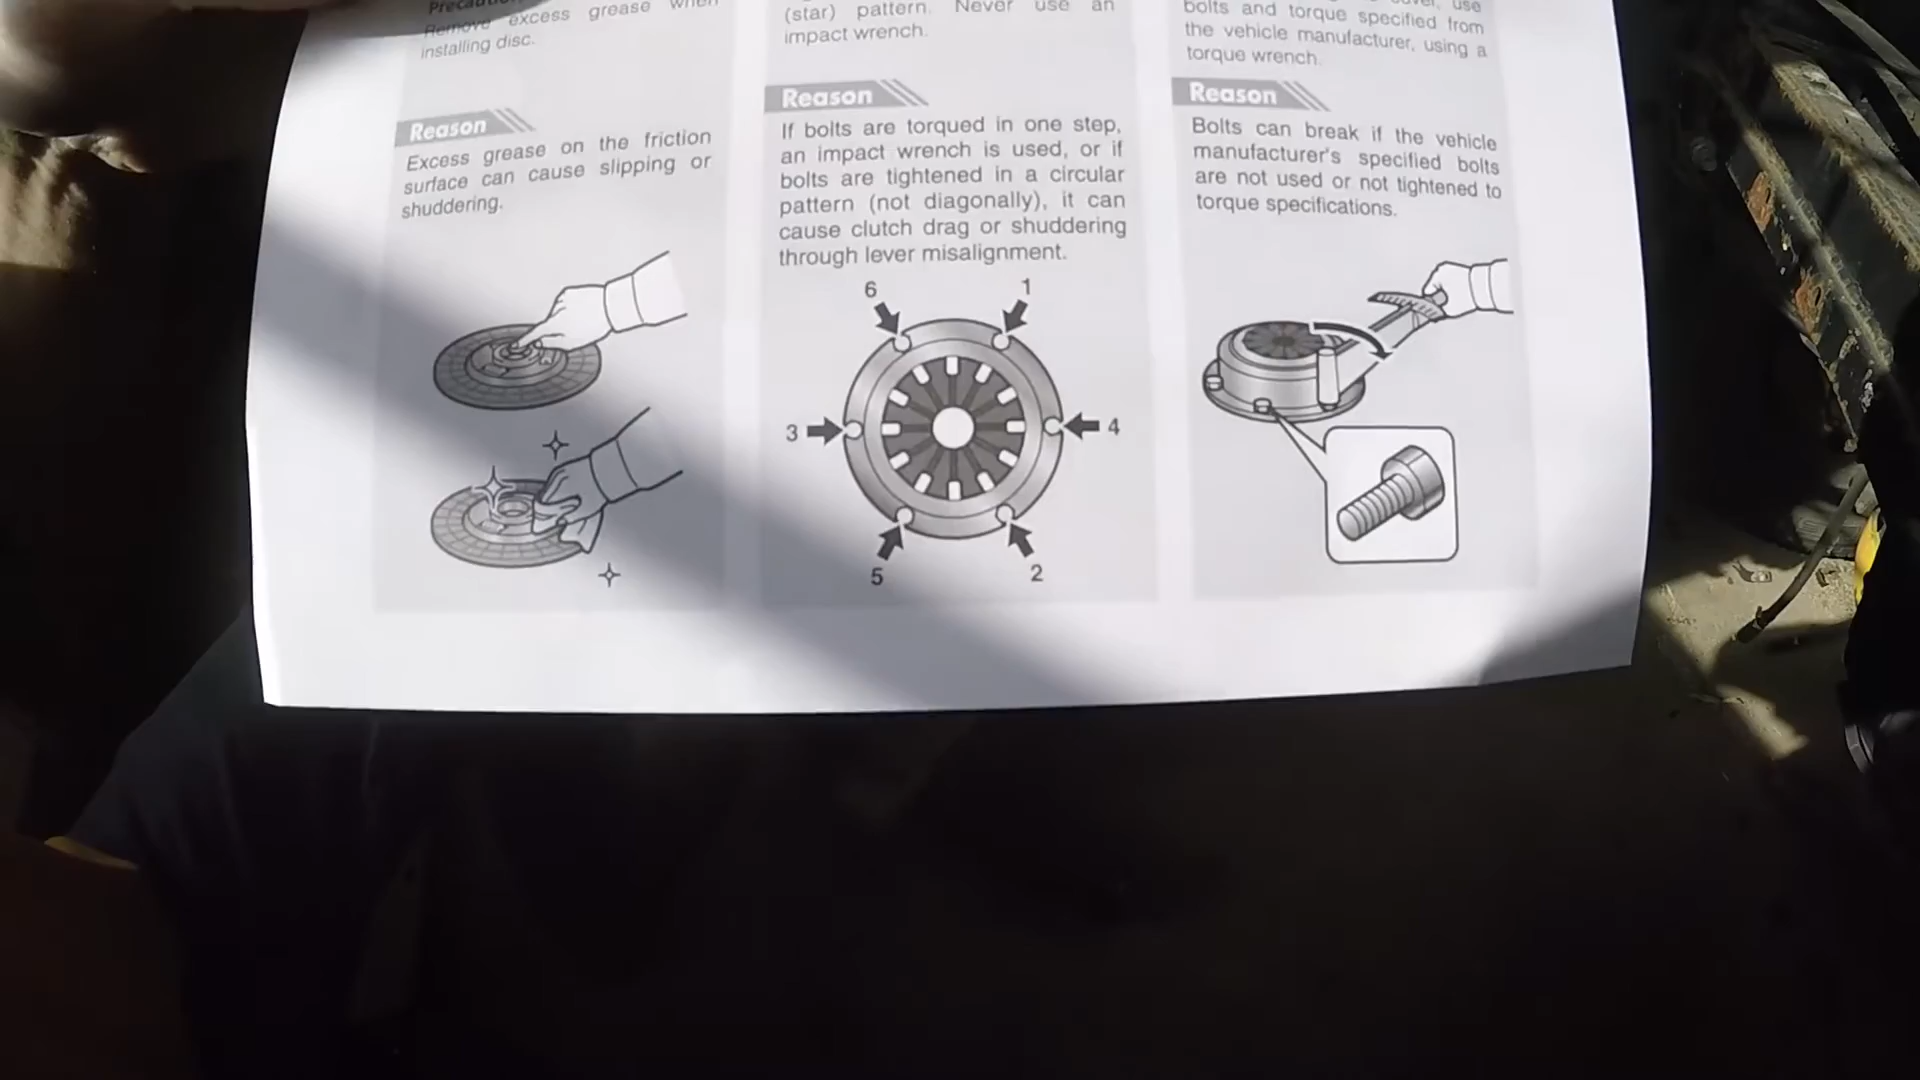 Remove excess grease when
installing disc.
Reason
Excess grease on the friction
surface can cause slipping or
shuddering.
(star) pattern. Never use an
impact wrench.
Reason
If bolts are torqued in one step,
an impact wrench is used, or if
bolts are tightened in a circular
pattern (not diagonally), it can
cause clutch drag or shuddering
through lever misalignment.
6
1
3
4
5
2
use
bolts and torque specified from
the vehicle manufacturer, using a
torque wrench.
Reason
Bolts can break if the vehicle
manufacturer's specified bolts
are not used or not tightened to
torque specifications.